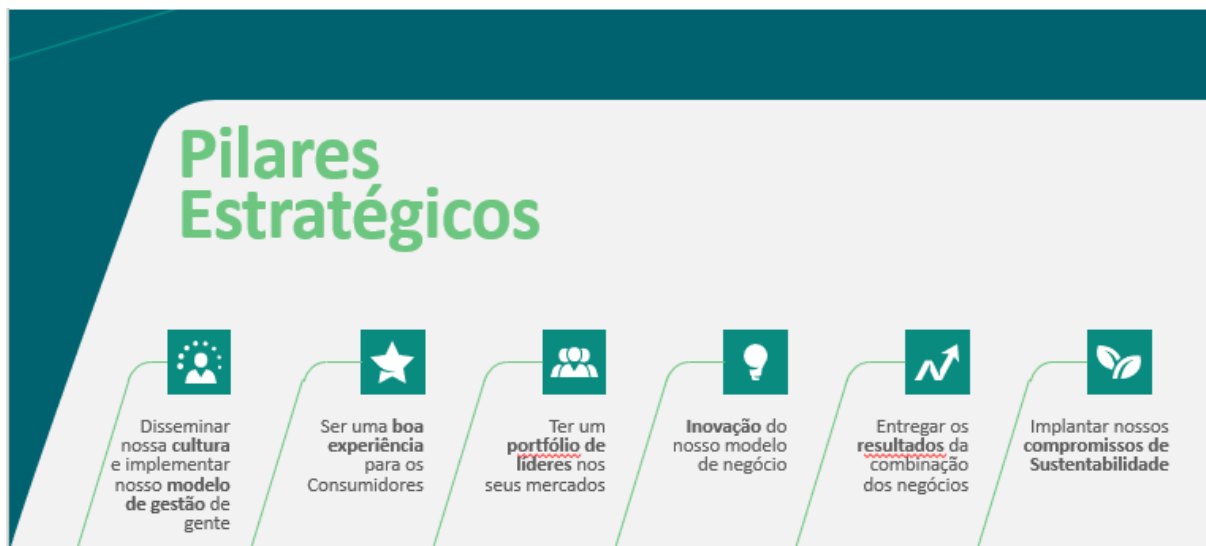 Pilares
Estratégicos
Disseminar
nossa cultura
e implementar
nosso modelo
de gestão de
gente
Ser uma boa
experiência
para os
Consumidores
Ter um
portfólio de
líderes nos
seus mercados
Inovação do
nosso modelo
de negócio
Entregar os
resultados da
combinação
dos negócios
Implantar nossos
compromissos de
Sustentabilidade